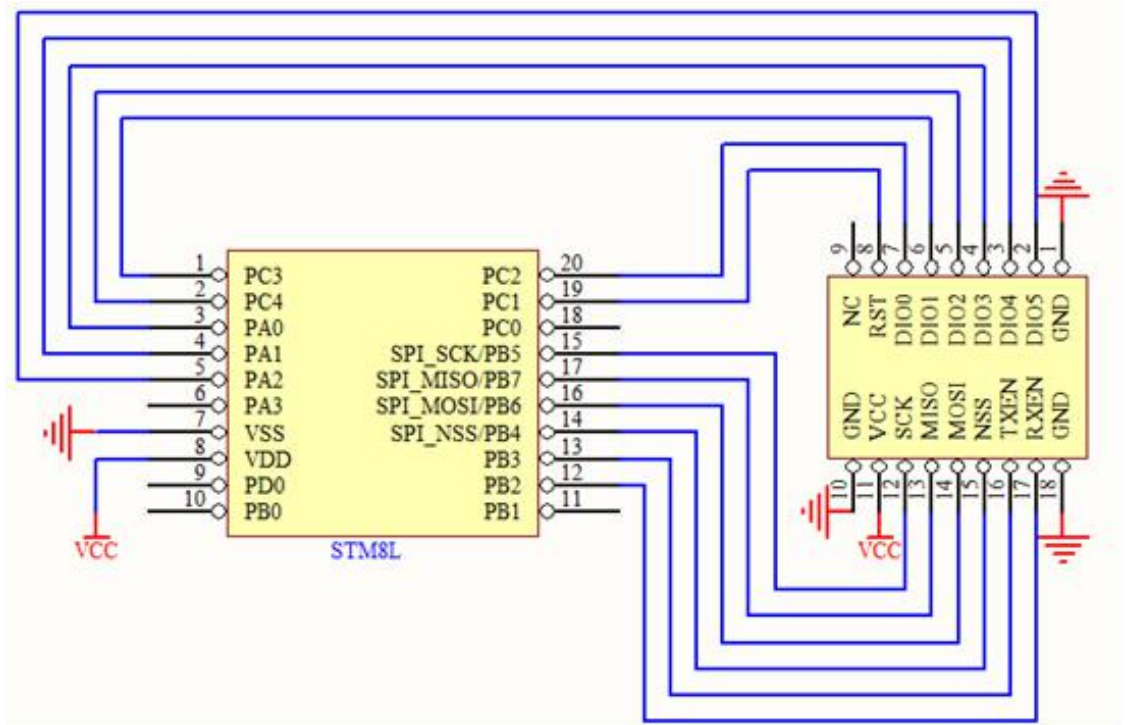 1 PC3 PC2 20
2 PC4 PC1 19
3 PA0 PC0 18
4 PA1 SPI_SCK/PB5 15
5 PA2 SPI_MISO/PB7 17
6 PA3 SPI_MOSI/PB6 16
7 VSS SPI_NSS/PB4 14
8 VDD PB3 13
9 PD0 PB2 12
10 PB0 PB1 11
VCC
STM8L
9 8 7 6 5 4 3 2 1
NC RST DIO0 DIO1 DIO2 DIO3 DIO4 DIO5 GND
GND VCC SCK MISO MOSI NSS TXEN RXEN GND
10 11 12 13 14 15 16 17 18
VCC